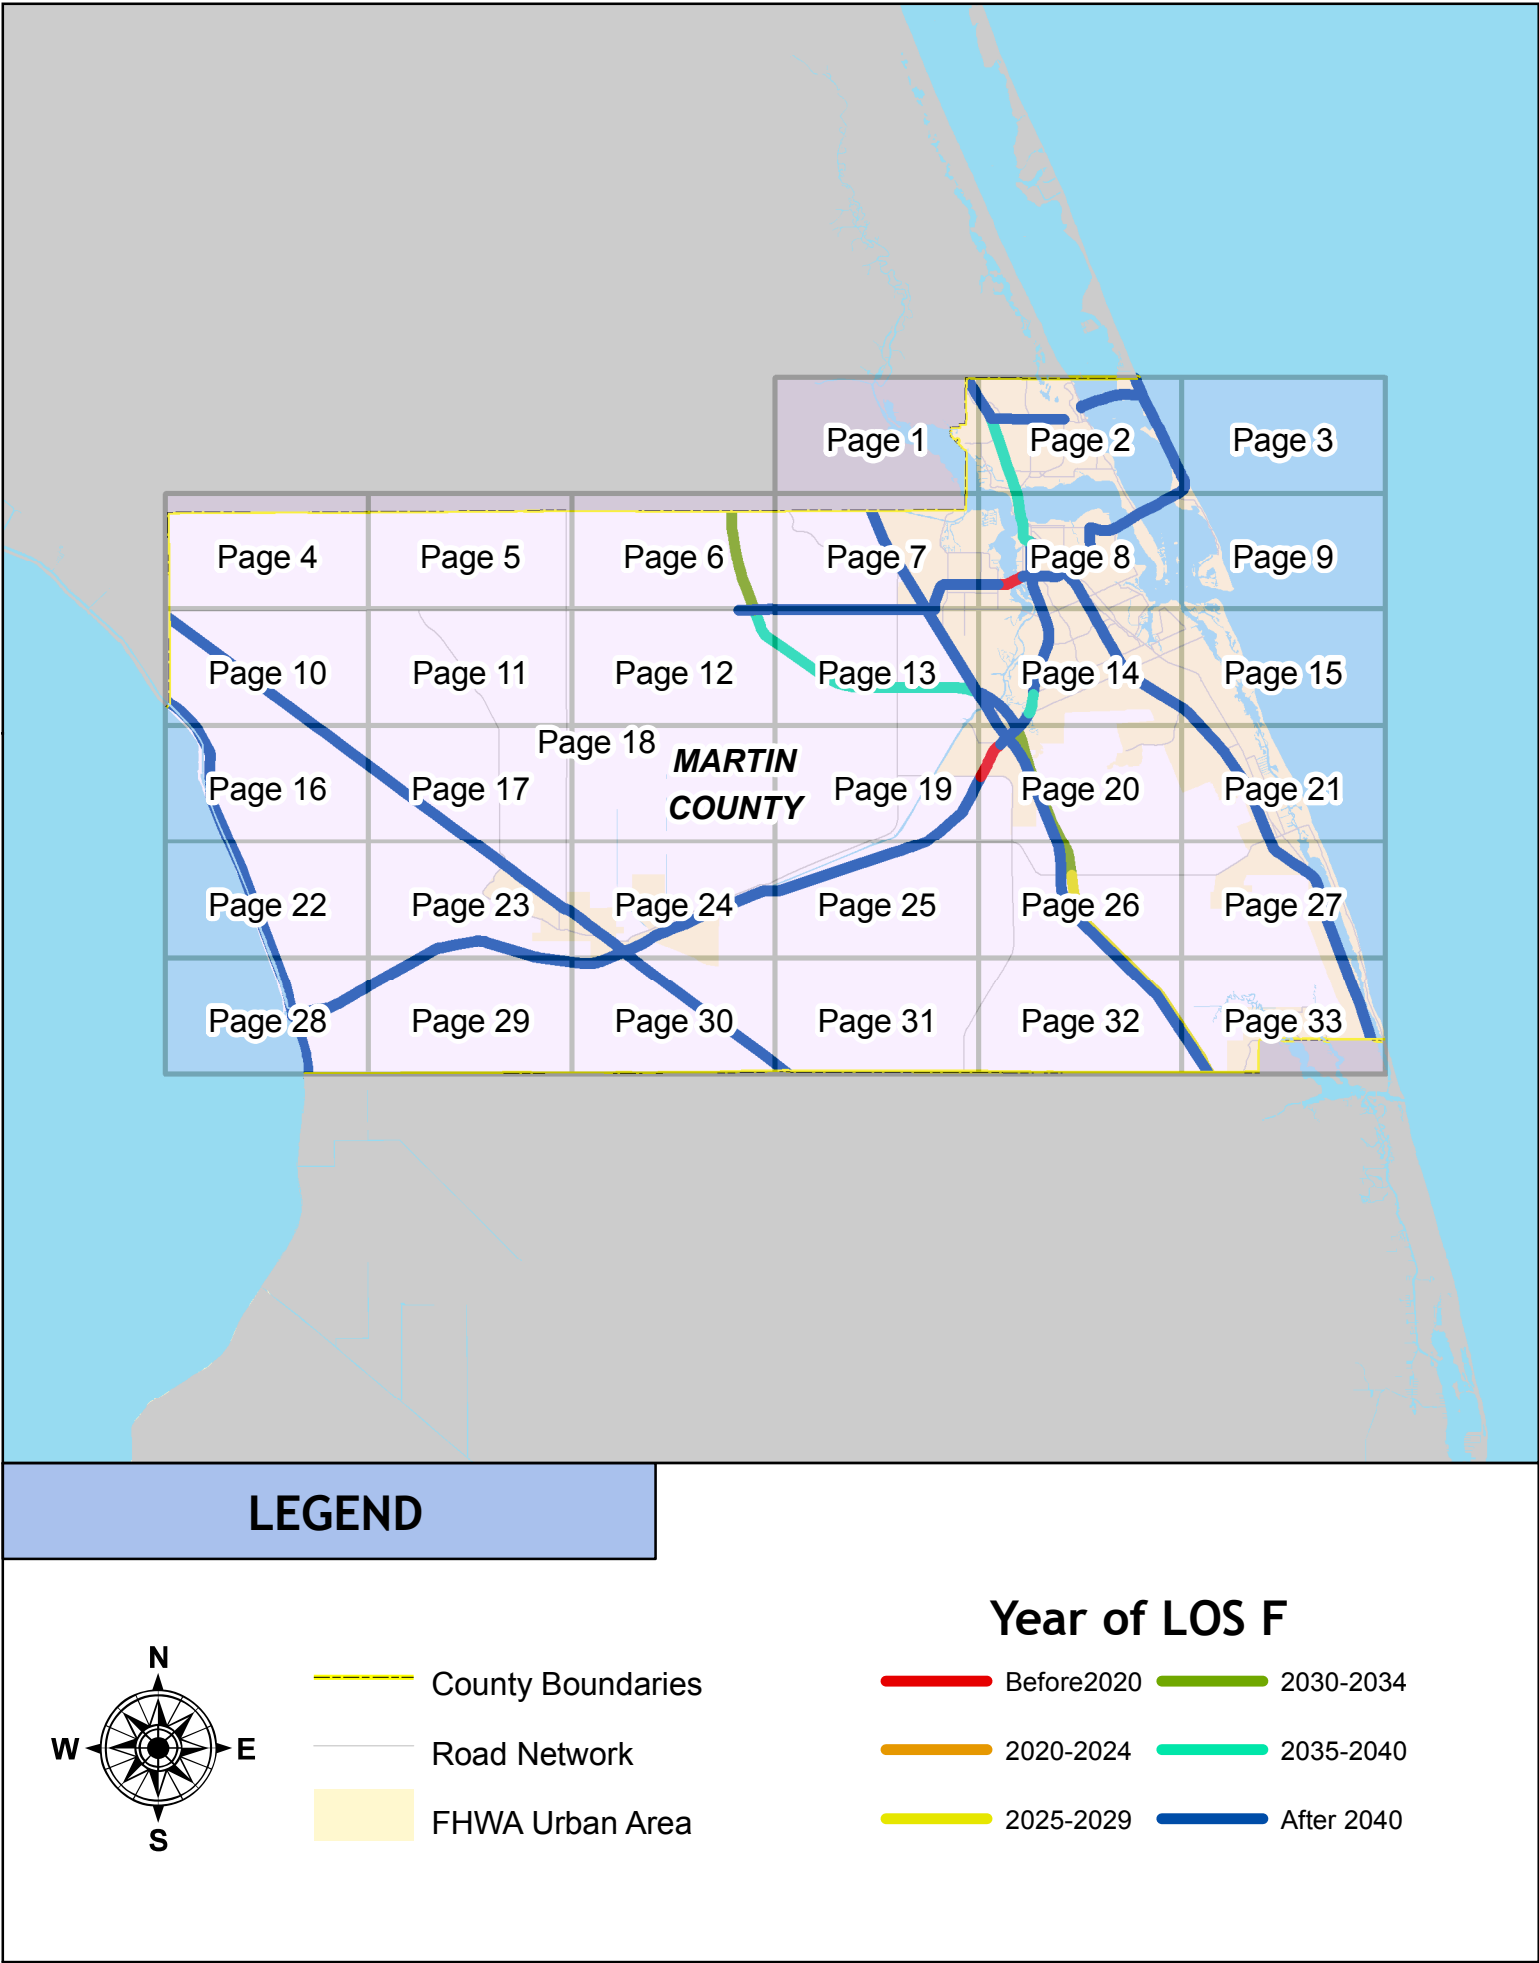 Page 1
Page 2
Page 3
Page 4
Page 5
Page 6
Page 7
Page 8
Page 9
Page 10
Page 11
Page 12
Page 13
Page 14
Page 15
Page 18
MARTIN
COUNTY
Page 16
Page 17
Page 19
Page 20
Page 21
Page 22
Page 23
Page 24
Page 25
Page 26
Page 27
Page 28
Page 29
Page 30
Page 31
Page 32
Page 33
LEGEND
N
W
E
S
County Boundaries
Road Network
FHWA Urban Area
Year of LOS F
Before2020
2030-2034
2020-2024
2035-2040
2025-2029
After 2040